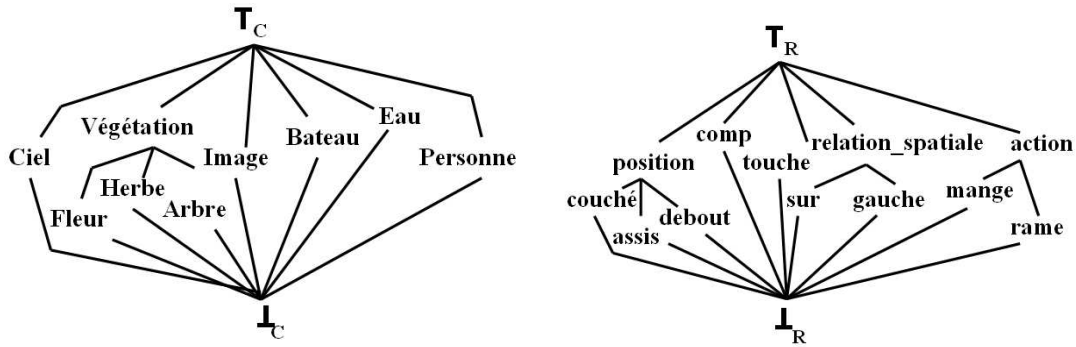 T_C
Végétation
Eau
Ciel
Image
Bateau
Personne
Herbe
Fleur
Arbre
⊥_C
T_R
comp
relation_spatiale
action
position
touche
couché
debout
sur
gauche
mange
assis
rame
⊥_R